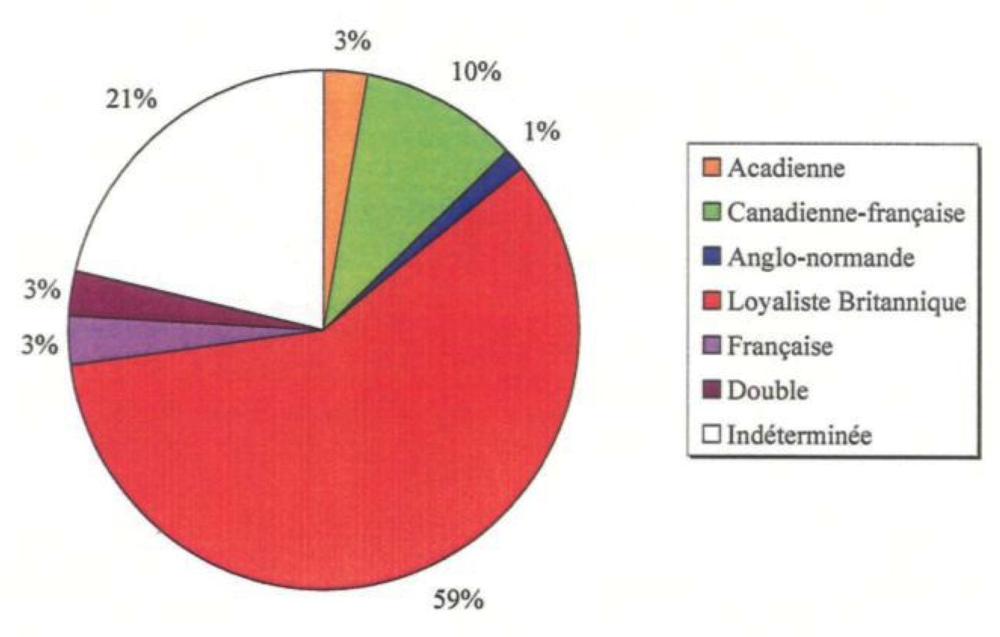 3%
10%
1%
21%
3%
3%
59%
Acadienne
Canadienne-française
Anglo-normande
Loyaliste Britannique
Française
Double
Indéterminée